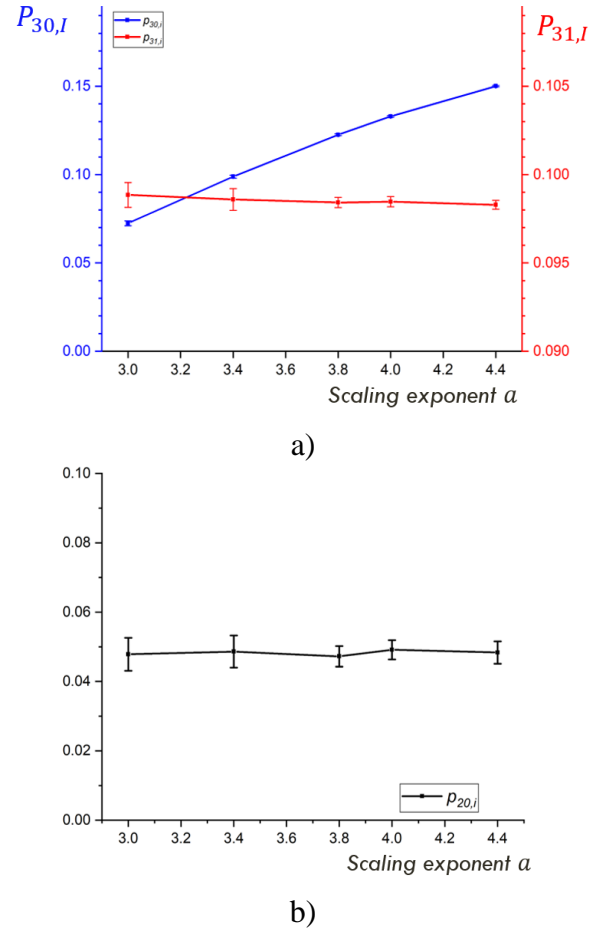 P30,I
P31,I
p30,i
p31,i
0.15
0.10
0.05
0.00
0.105
0.100
0.095
0.090
3.0 3.2 3.4 3.6 3.8 4.0 4.2 4.4
Scaling exponent a
a)
0.10
0.08
0.06
0.04
0.02
0.00
p20,i
3.0 3.2 3.4 3.6 3.8 4.0 4.2 4.4
Scaling exponent a
b)